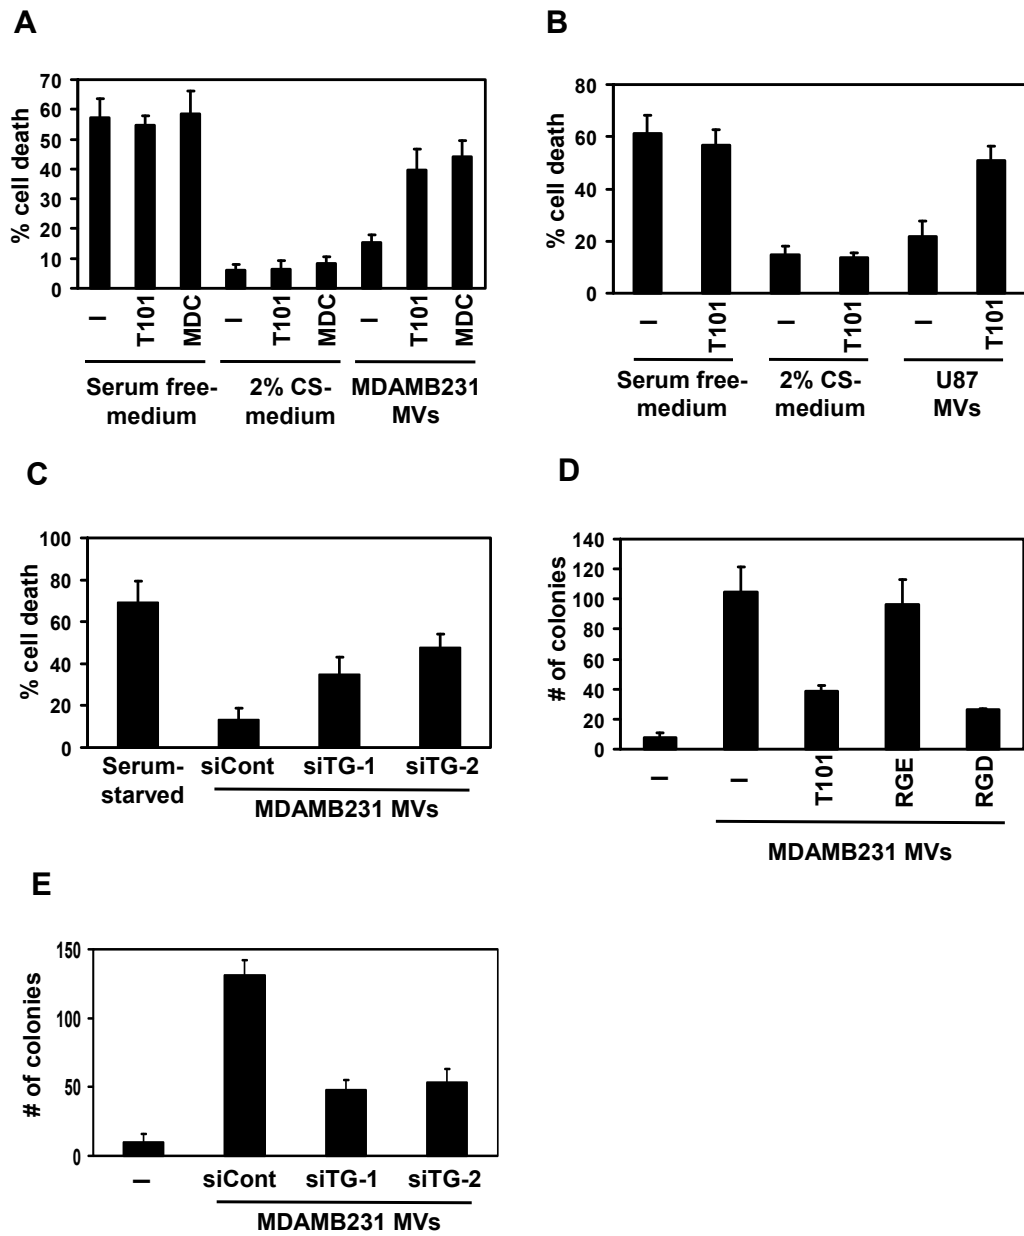 A
% cell death
70
60
50
40
30
20
10
0
– T101 MDC – T101 MDC – T101 MDC
Serum free- 2% CS- MDAMB231
medium medium MVs
B
% cell death
80
60
40
20
0
– T101 – T101 – T101
Serum free- 2% CS- U87
medium medium MVs
C
% cell death
100
80
60
40
20
0
Serum- siCont siTG-1 siTG-2
starved
MDAMB231 MVs
D
# of colonies
140
120
100
80
60
40
20
0
– – T101 RGE RGD
MDAMB231 MVs
E
# of colonies
150
100
50
0
– siCont siTG-1 siTG-2
MDAMB231 MVs